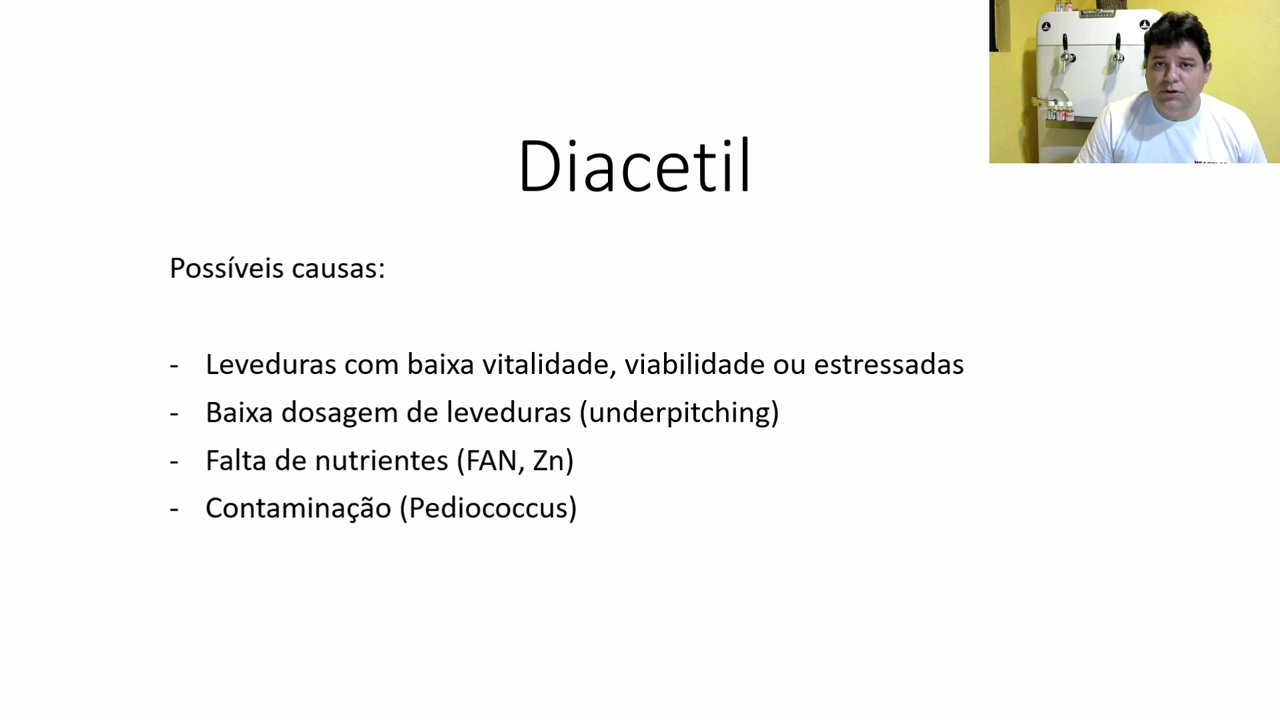 Diacetil
Possíveis causas:
- Leveduras com baixa vitalidade, viabilidade ou estressadas
- Baixa dosagem de leveduras (underpitching)
- Falta de nutrientes (FAN, Zn)
- Contaminação (Pediococcus)